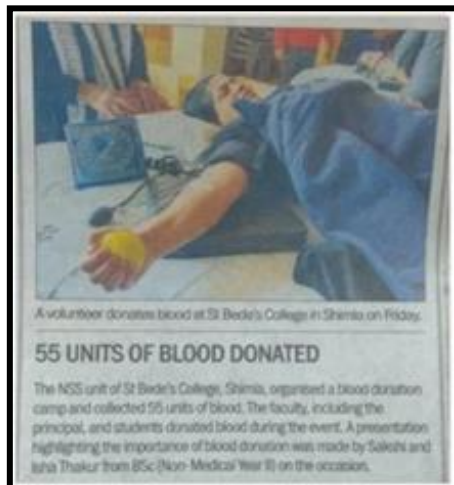 A volunteer donates blood at St Bede's College in Shimla on Friday.
55 UNITS OF BLOOD DONATED
The NSS unit of St Bede's College, Shimla, organised a blood donation
camp and collected 55 units of blood. The faculty, including the
principal, and students donated blood during the event. A presentation
highlighting the importance of blood donation was made by Sakshi and
Isha Thakur from BSc (Non-Medical Year II) on the occasion.